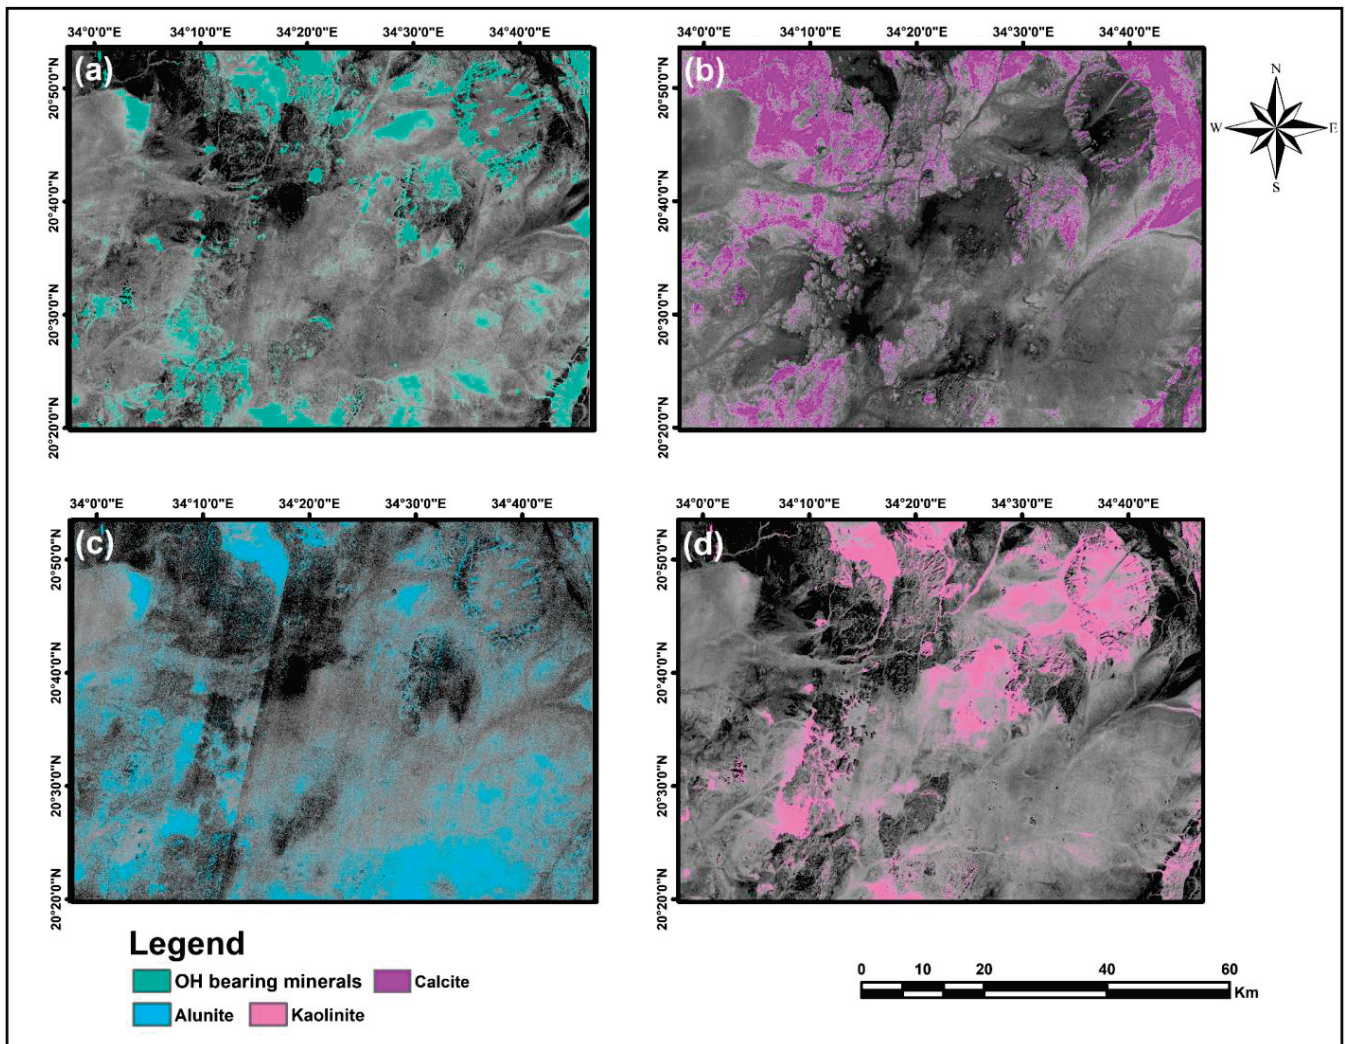 34°0'0"E 34°10'0"E 34°20'0"E 34°30'0"E 34°40'0"E
(a)
20°50'0"N
20°40'0"N
20°30'0"N
20°20'0"N
34°0'0"E 34°10'0"E 34°20'0"E 34°30'0"E 34°40'0"E
(b)
20°50'0"N
20°40'0"N
20°30'0"N
20°20'0"N
N
W E
S
34°0'0"E 34°10'0"E 34°20'0"E 34°30'0"E 34°40'0"E
(c)
20°50'0"N
20°40'0"N
20°30'0"N
20°20'0"N
34°0'0"E 34°10'0"E 34°20'0"E 34°30'0"E 34°40'0"E
(d)
20°50'0"N
20°40'0"N
20°30'0"N
20°20'0"N
Legend
OH bearing minerals Calcite
Alunite Kaolinite
0 10 20 40 60
Km